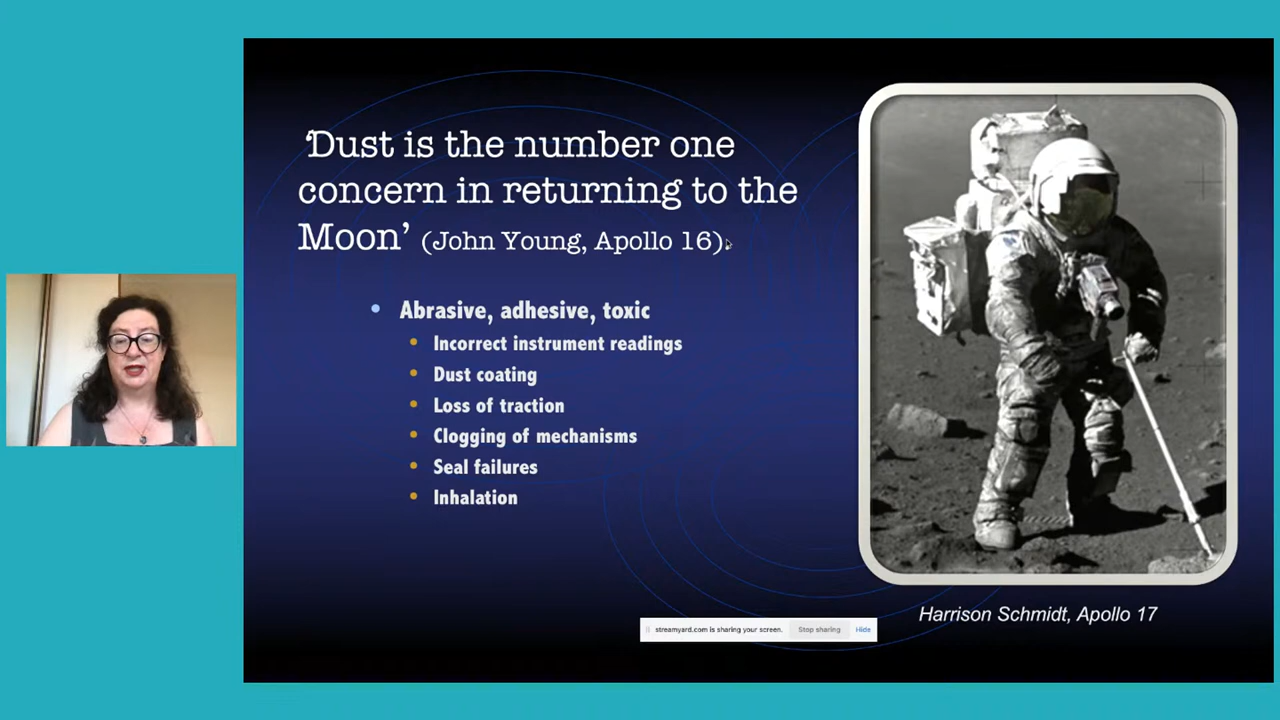 ‘Dust is the number one
concern in returning to the
Moon’ (John Young, Apollo 16).
Abrasive, adhesive, toxic
Incorrect instrument readings
Dust coating
Loss of traction
Clogging of mechanisms
Seal failures
Inhalation
Harrison Schmidt, Apollo 17
streamyard.com is sharing your screen. Stop sharing Hide